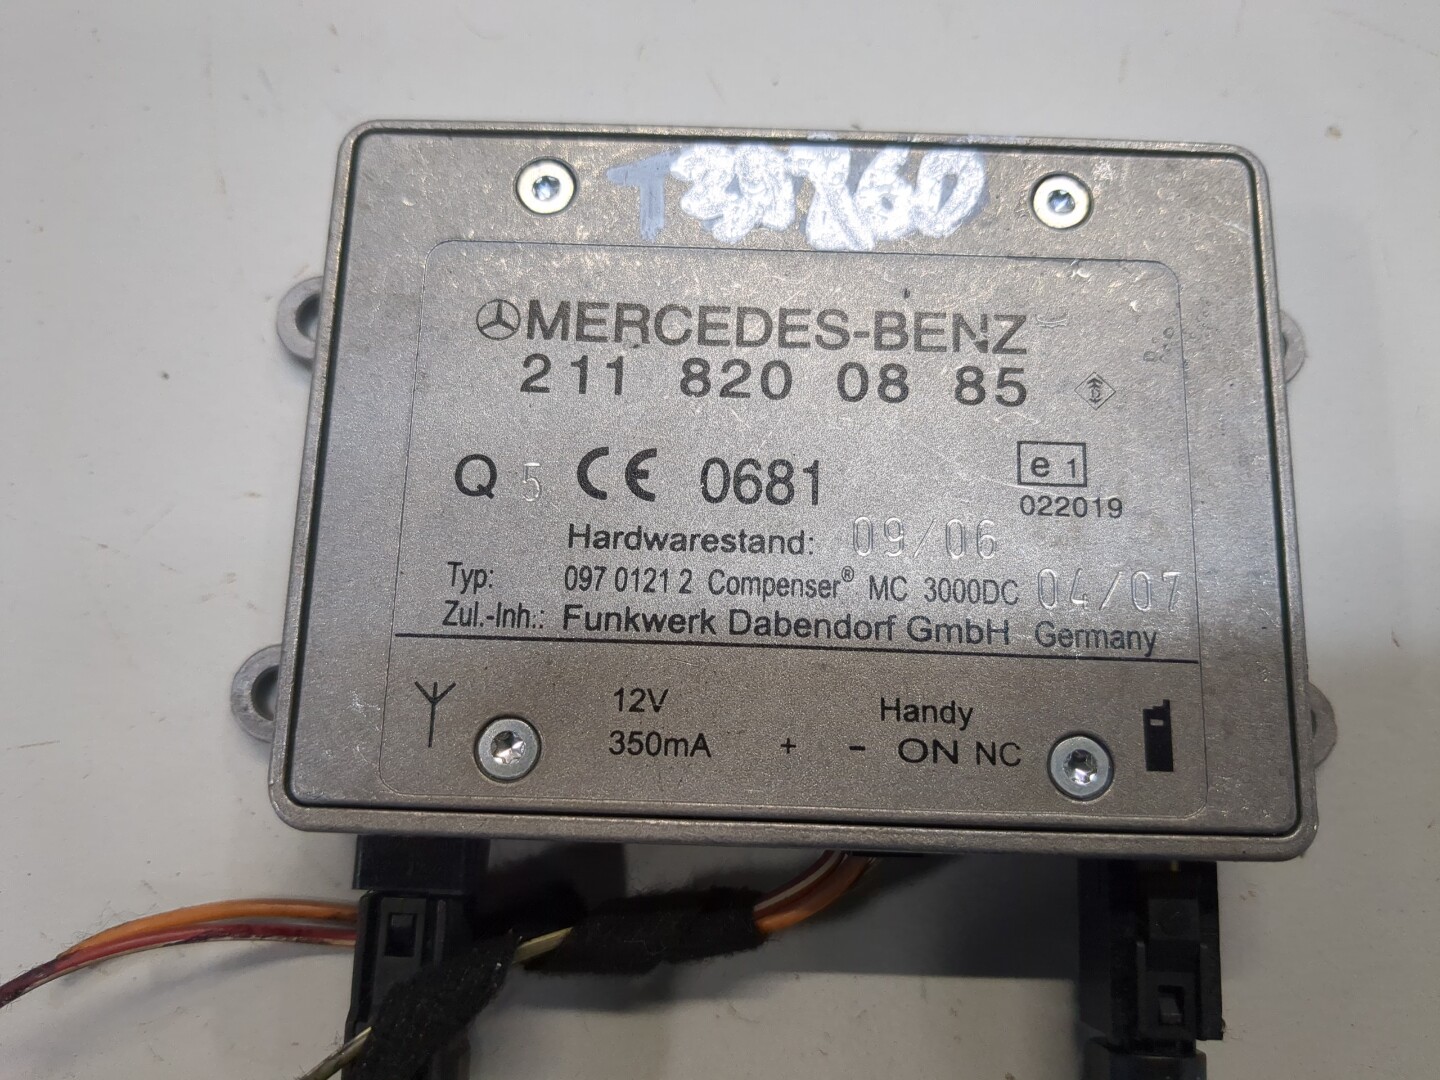 MERCEDES-BENZ
211 820 08 85
Q 5 CE 0681 e 1
022019
Hardwarestand: 09/06
Typ: 097 0121 2 Compenser® MC 3000DC 04/07
Zul.-Inh.: Funkwerk Dabendorf GmbH Germany
12V Handy
350mA + - ON NC